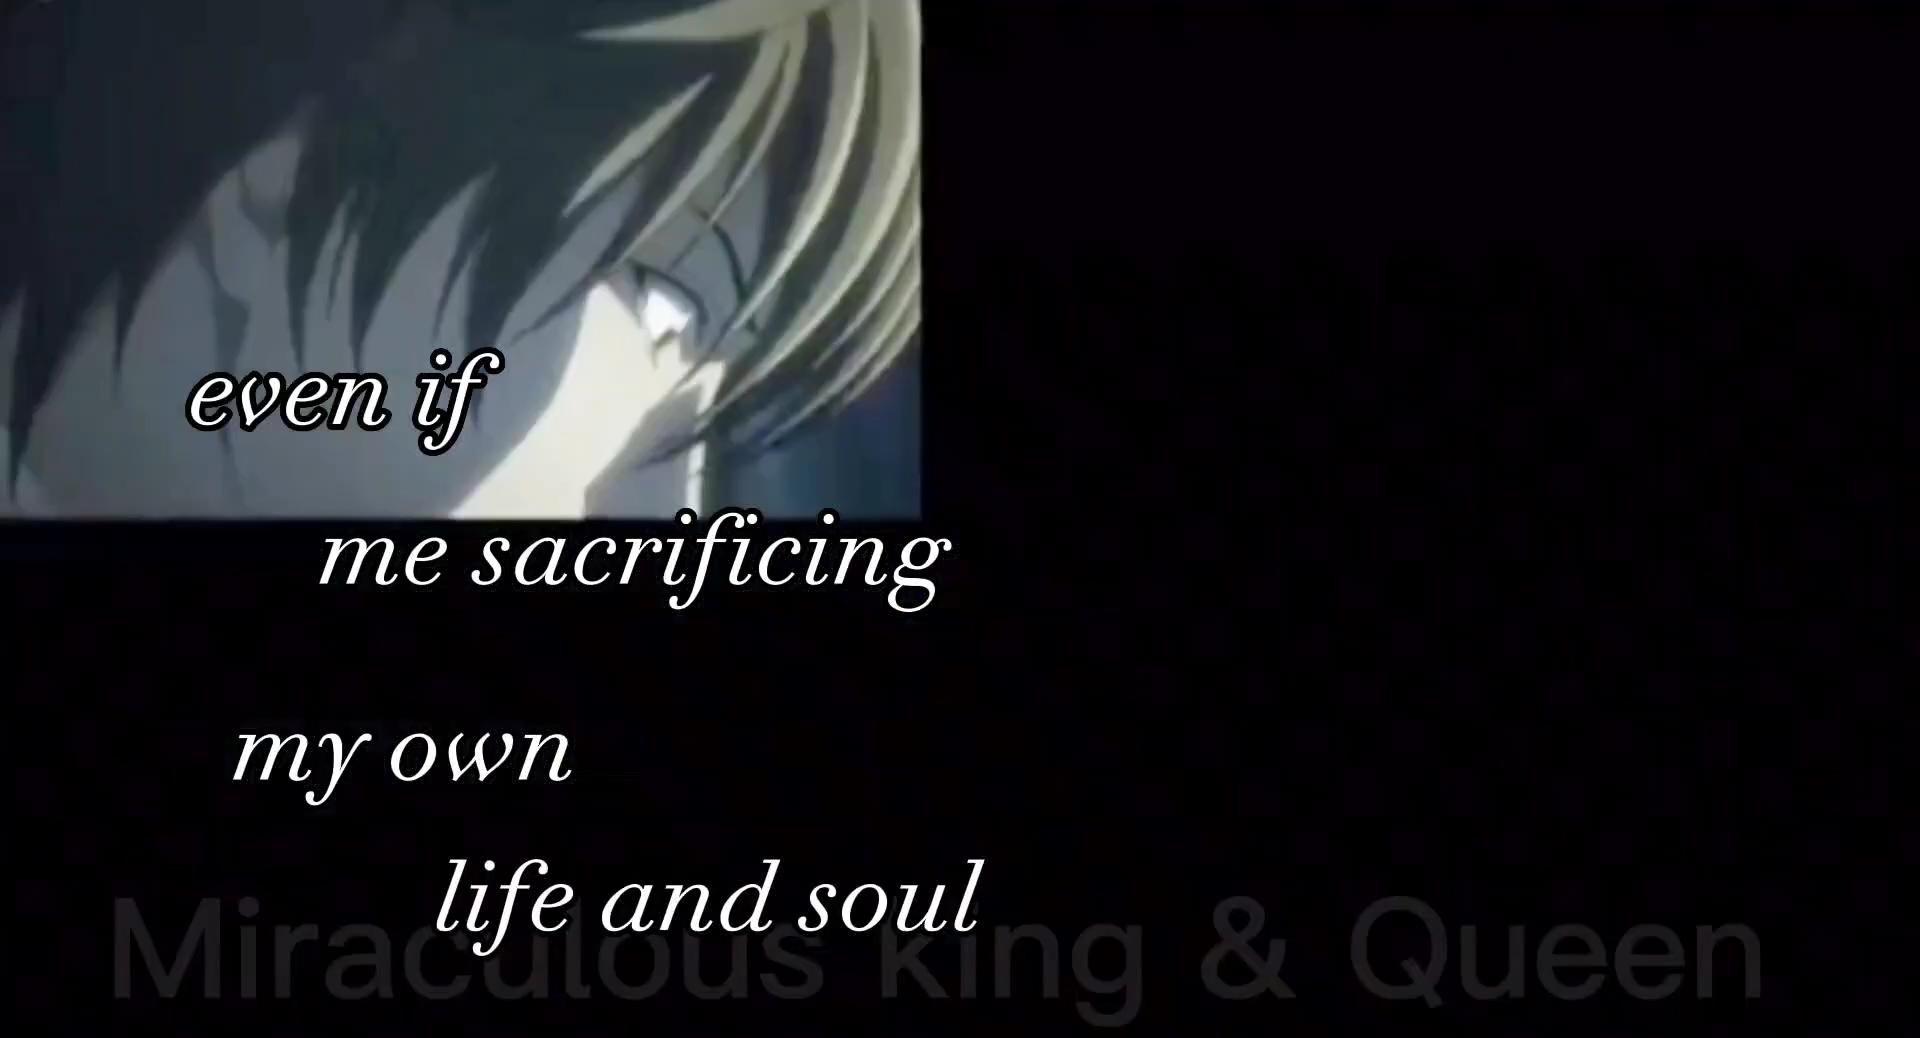 even if
me sacrificing
my own
life and soul
Miraculous king & Queen